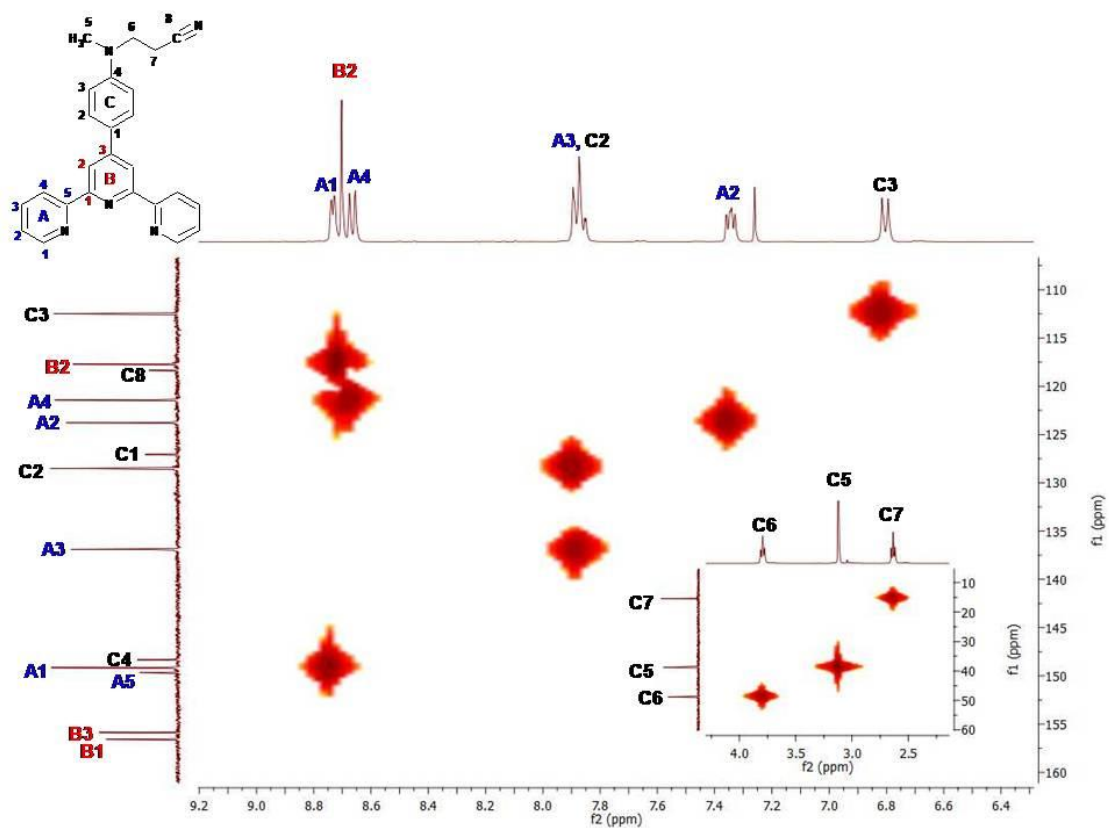 5
6
8
N
H₃C
N
7
4
3
C
2
1
3
2
B
4
5
1
N
3
A
2
N
N
1
B2
A1
A4
A3, C2
A2
C3
C3
B2
C8
A4
A2
C1
C2
A3
C4
A1
A5
B3
B1
110
115
120
125
130
135
140
145
150
155
160
f1 (ppm)
9.2 9.0 8.8 8.6 8.4 8.2 8.0 7.8 7.6 7.4 7.2 7.0 6.8 6.6 6.4
f2 (ppm)
C6
C5
C7
C7
C5
C6
10
20
30
40
50
60
f1 (ppm)
4.0 3.5 3.0 2.5
f2 (ppm)